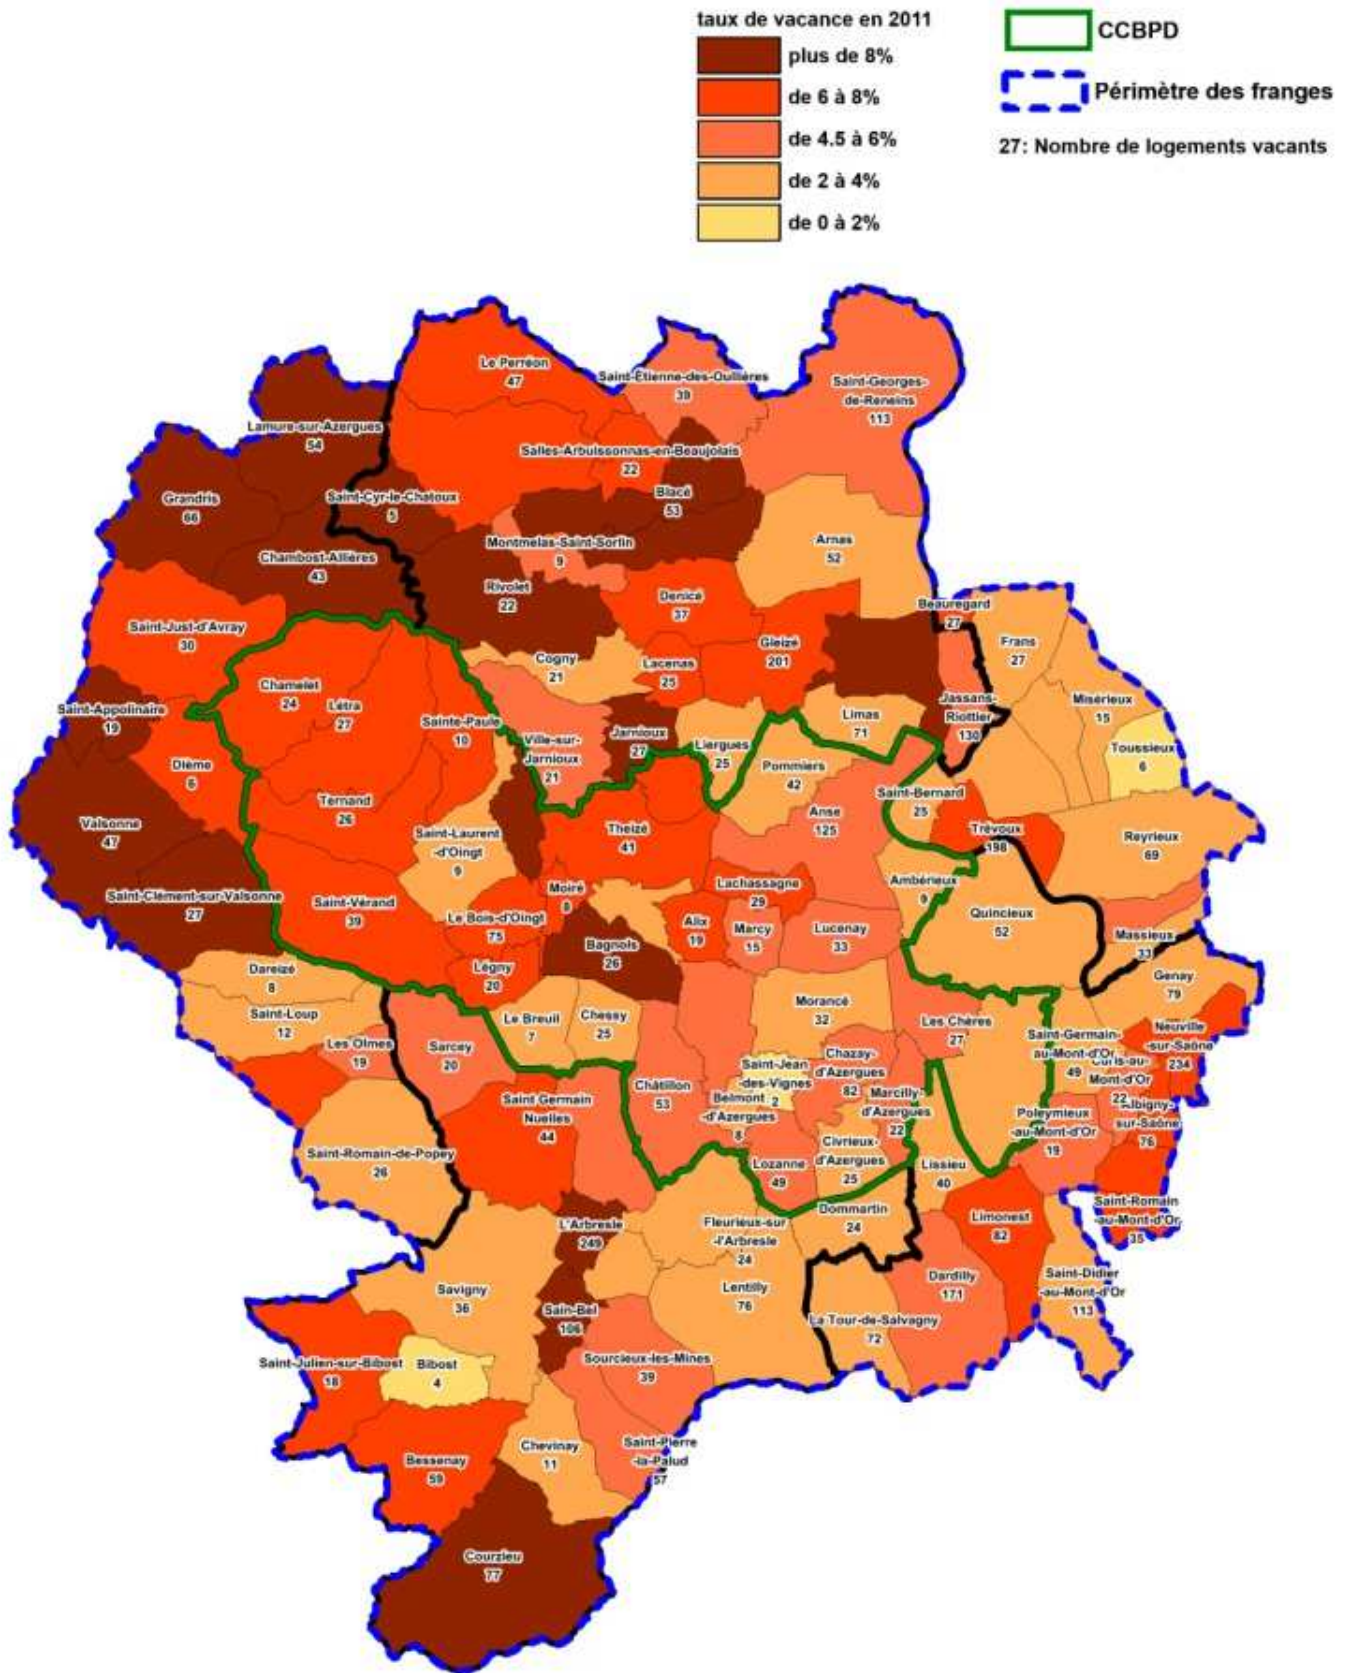 taux de vacance en 2011
plus de 8%
de 6 à 8%
de 4.5 à 6%
de 2 à 4%
de 0 à 2%
CCBPD
Périmètre des franges
27: Nombre de logements vacants
Le Perréon
47
Saint-Étienne-des-Oullières
39
Saint-Georges-
de-Reneins
113
Lamure-sur-Azergues
54
Salles-Arbuissonnas-en-Beaujolais
22
Grandris
66
Saint-Cyr-le-Chatoux
5
Blacé
53
Chambost-Allières
43
Montmelas-Saint-Sorlin
9
Arnas
52
Rivolet
22
Denicé
37
Saint-Just-d'Avray
30
Beauregard
27
Frans
27
Gleizé
201
Cogny
21
Lacenas
25
Chamelet
24
Létra
27
Sainte-Paule
10
Saint-Appolinaire
19
Jassans-
Riottier
130
Misérieux
15
Limas
71
Jarnioux
27
Ville-sur-
Jarnioux
21
Liergues
25
Toussieux
6
Dième
6
Pommiers
42
Saint-Bernard
25
Ternand
26
Anse
125
Valsonne
47
Saint-Laurent
-d'Oingt
9
Theizé
41
Trévoux
198
Reyrieux
69
Lachassagne
29
Ambérieux
9
Moiré
8
Saint-Clément-sur-Valsonne
27
Saint-Vérand
39
Le Bois-d'Oingt
75
Alix
19
Marcy
15
Lucenay
33
Quincieux
52
Massieux
33
Bagnols
26
Légny
20
Dareizé
8
Genay
79
Morancé
32
Saint-Loup
12
Le Breuil
7
Chessy
25
Les Chères
27
Neuville
-sur-Saône
234
Saint-Germain-
au-Mont-d'Or
49
Curis-au-
Mont-d'Or
22
Les Olmes
19
Sarcey
20
Chazay-
d'Azergues
82
Saint-Jean
-des-Vignes
2
Châtillon
53
Belmont
-d'Azergues
8
Marcilly-
d'Azergues
22
Saint Germain
Nuelles
44
Poleymieux
-au-Mont-d'Or
19
Albigny-
sur-Saône
76
Civrieux-
d'Azergues
25
Saint-Romain-de-Popey
26
Lozanne
49
Lissieu
40
Saint-Romain
-au-Mont-d'Or
35
Dommartin
24
Limonest
82
L'Arbresle
249
Fleurieux-sur
-l'Arbresle
24
Dardilly
171
Saint-Didier
-au-Mont-d'Or
113
Savigny
36
Lentilly
76
Sain-Bel
106
La Tour-de-Salvagny
72
Saint-Julien-sur-Bibost
18
Bibost
4
Sourcieux-les-Mines
39
Chevinay
11
Saint-Pierre
-la-Palud
57
Bessenay
59
Courzieu
77